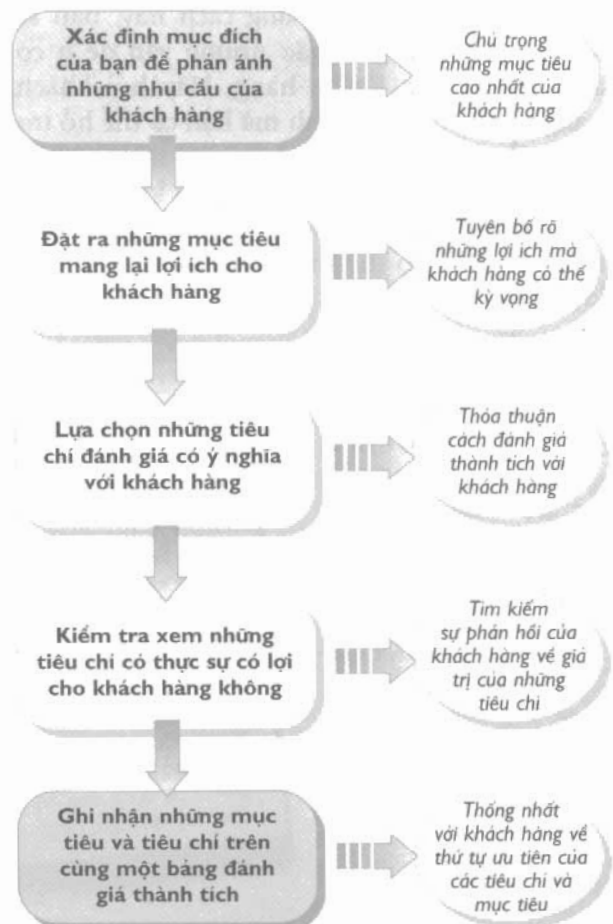 Xác định mục đích
của bạn để phản ánh
những nhu cầu của
khách hàng
Chú trọng
những mục tiêu
cao nhất của
khách hàng
Đặt ra những mục tiêu
mang lại lợi ích cho
khách hàng
Tuyên bố rõ
những lợi ích mà
khách hàng có thể
kỳ vọng
Lựa chọn những tiêu
chí đánh giá có ý nghĩa
với khách hàng
Thỏa thuận
cách đánh giá
thành tích với
khách hàng
Kiểm tra xem những
tiêu chí có thực sự có lợi
cho khách hàng không
Tìm kiếm
sự phản hồi của
khách hàng về giá
trị của những
tiêu chí
Ghi nhận những mục
tiêu và tiêu chí trên
cùng một bảng đánh
giá thành tích
Thống nhất
với khách hàng về
thứ tự ưu tiên của
các tiêu chí và
mục tiêu